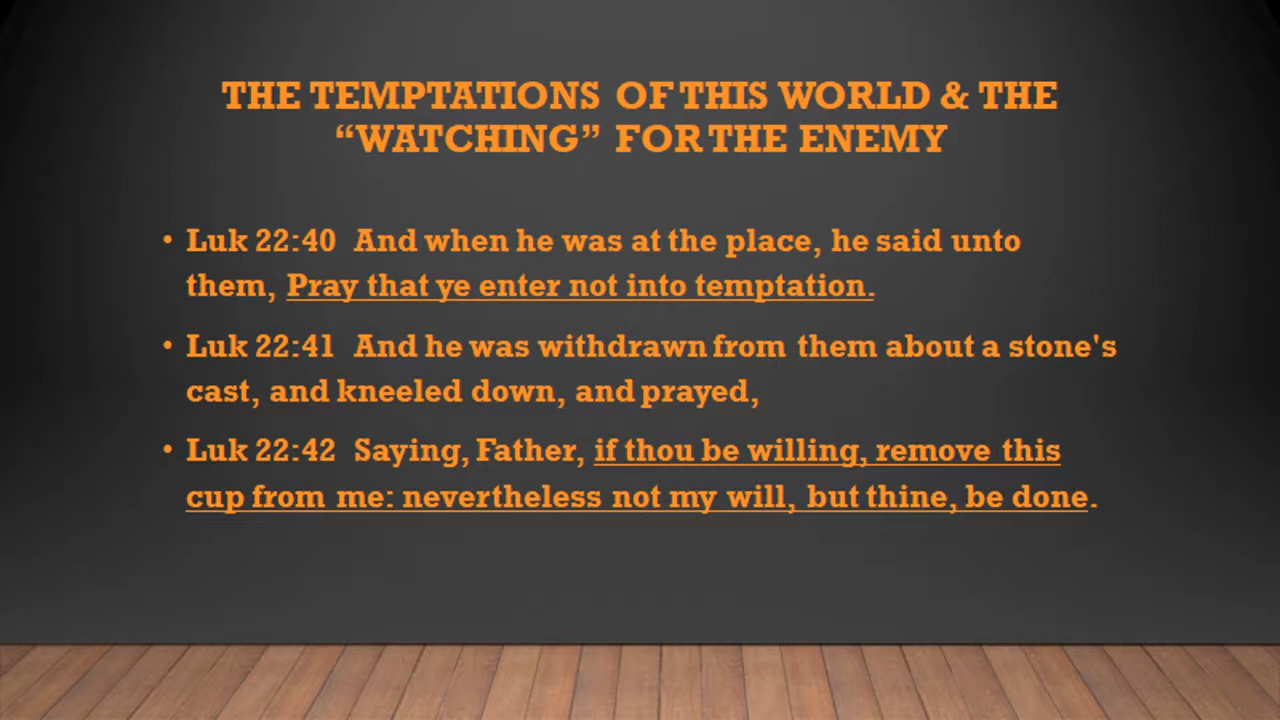 THE TEMPTATIONS OF THIS WORLD & THE
“WATCHING” FOR THE ENEMY
• Luk 22:40 And when he was at the place, he said unto
them, Pray that ye enter not into temptation.
• Luk 22:41 And he was withdrawn from them about a stone's
cast, and kneeled down, and prayed,
• Luk 22:42 Saying, Father, if thou be willing, remove this
cup from me: nevertheless not my will, but thine, be done.